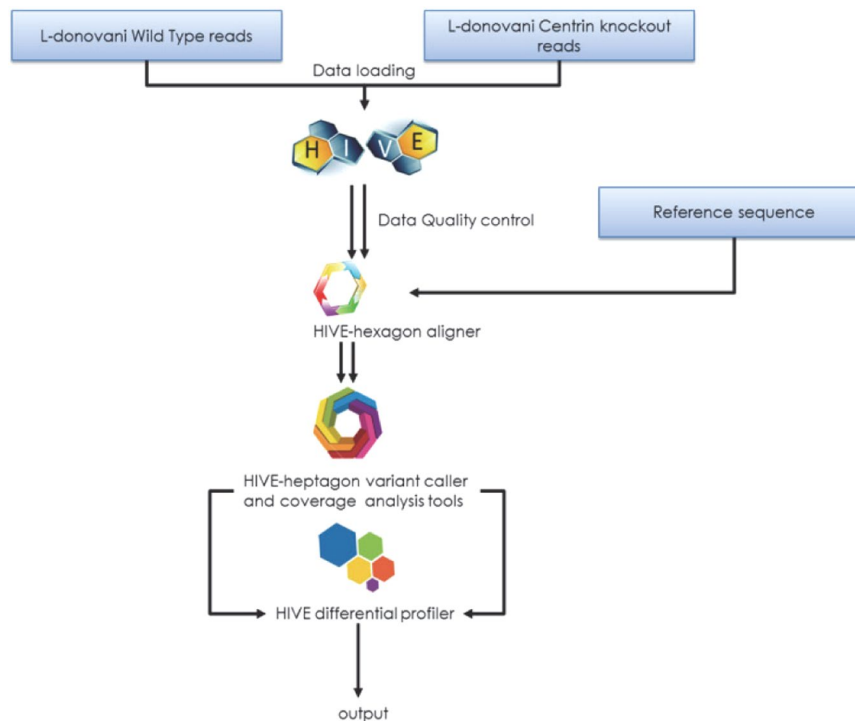 L-donovani Wild Type reads
L-donovani Centrin knockout
reads
Data loading
H I V E
Data Quality control
Reference sequence
HIVE-hexagon aligner
HIVE-heptagon variant caller
and coverage analysis tools
HIVE differential profiler
output